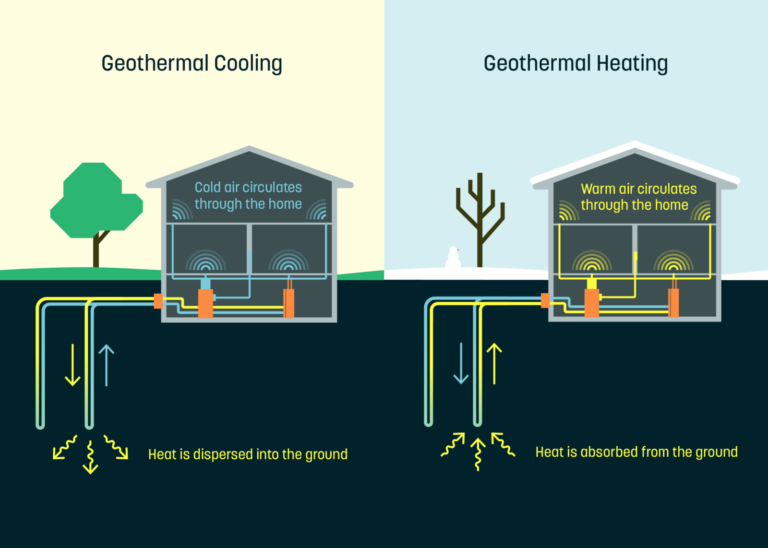 Geothermal Cooling
Cold air circulates
through the home
Heat is dispersed into the ground
Geothermal Heating
Warm air circulates
through the home
Heat is absorbed from the ground